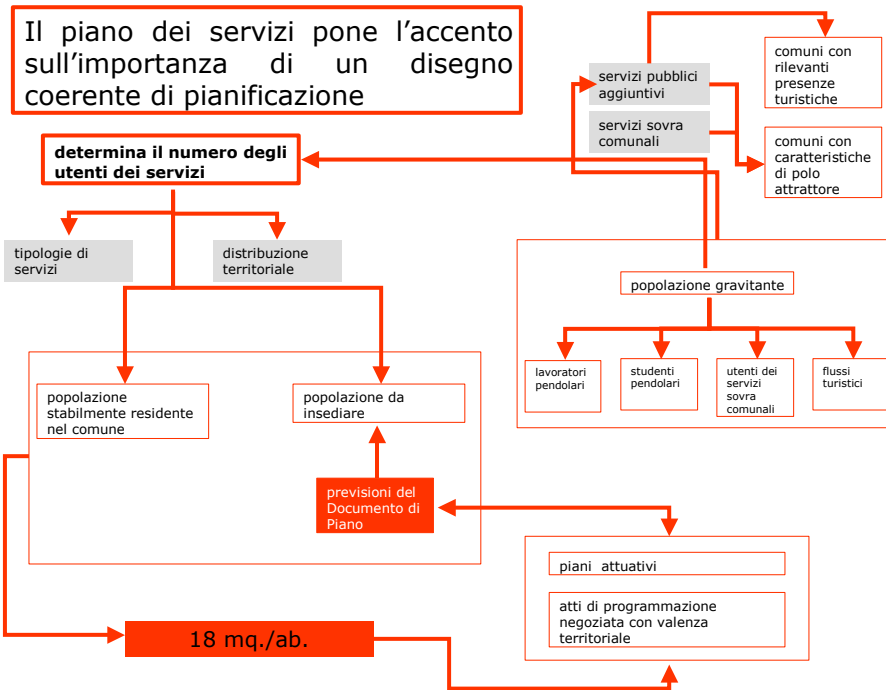 Il piano dei servizi pone l’accento
sull’importanza di un disegno
coerente di pianificazione
servizi pubblici
aggiuntivi
servizi sovra
comunali
comuni con
rilevanti
presenze
turistiche
comuni con
caratteristiche
di polo
attrattore
determina il numero degli
utenti dei servizi
tipologie di
servizi
distribuzione
territoriale
popolazione gravitante
lavoratori
pendolari
studenti
pendolari
utenti dei
servizi
sovra
comunali
flussi
turistici
popolazione
stabilmente residente
nel comune
popolazione da
insediare
previsioni del
Documento di
Piano
piani attuativi
atti di programmazione
negoziata con valenza
territoriale
18 mq./ab.